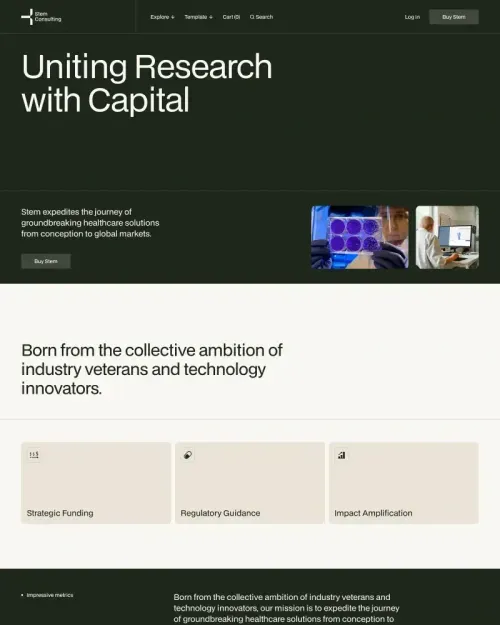 Stem
Consulting
Explore ↓ Template ↓ Cart (0) Search Log in Buy Stem
Uniting Research
with Capital
Stem expedites the journey of
groundbreaking healthcare solutions
from conception to global markets.
Buy Stem
Born from the collective ambition of
industry veterans and technology
innovators.
Strategic Funding
Regulatory Guidance
Impact Amplification
• Impressive metrics
Born from the collective ambition of industry veterans and
technology innovators, our mission is to expedite the journey
of groundbreaking healthcare solutions from conception to